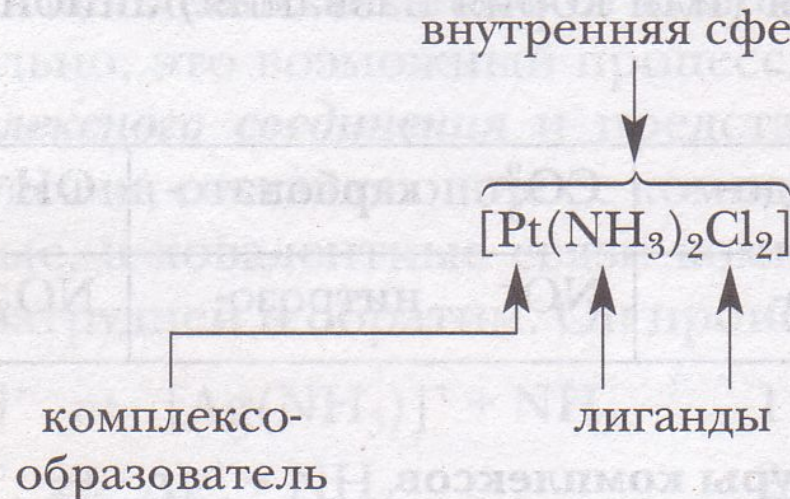 внутренняя сфе
[Pt(NH₃)₂Cl₂]
комплексо-
образователь
лиганды